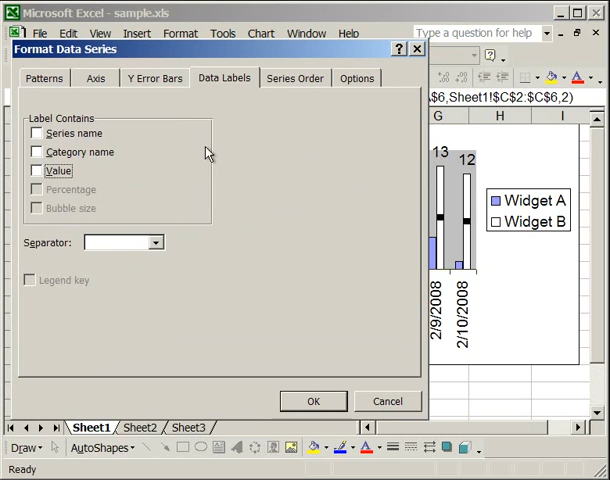 Microsoft Excel - sample.xls
File Edit View Insert Format Tools Chart Window Help Type a question for help
Format Data Series
Patterns Axis Y Error Bars Data Labels Series Order Options
A$6,Sheet1!$C$2:$C$6,2)
G H I
Label Contains
Series name
Category name
Value
Percentage
Bubble size
Separator:
Legend key
OK Cancel
13
12
Widget A
Widget B
2/9/2008
2/10/2008
Sheet1 Sheet2 Sheet3
Draw AutoShapes
Ready